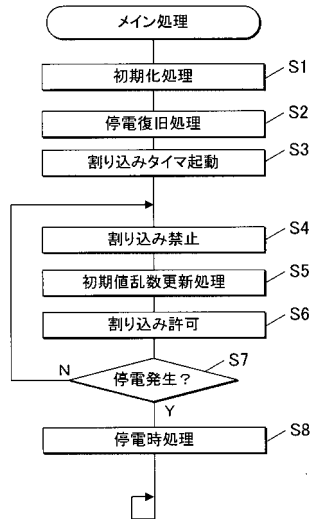 メイン処理
初期化処理 S1
停電復旧処理 S2
割り込みタイマ起動 S3
割り込み禁止 S4
初期値乱数更新処理 S5
割り込み許可 S6
停電発生? S7
N
Y
停電時処理 S8